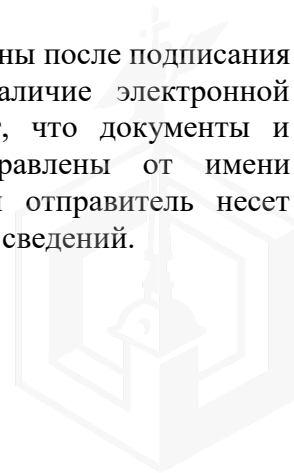 ны после подписания
аличие электронной
, что документы и
равлены от имени
отправитель несет
сведений.